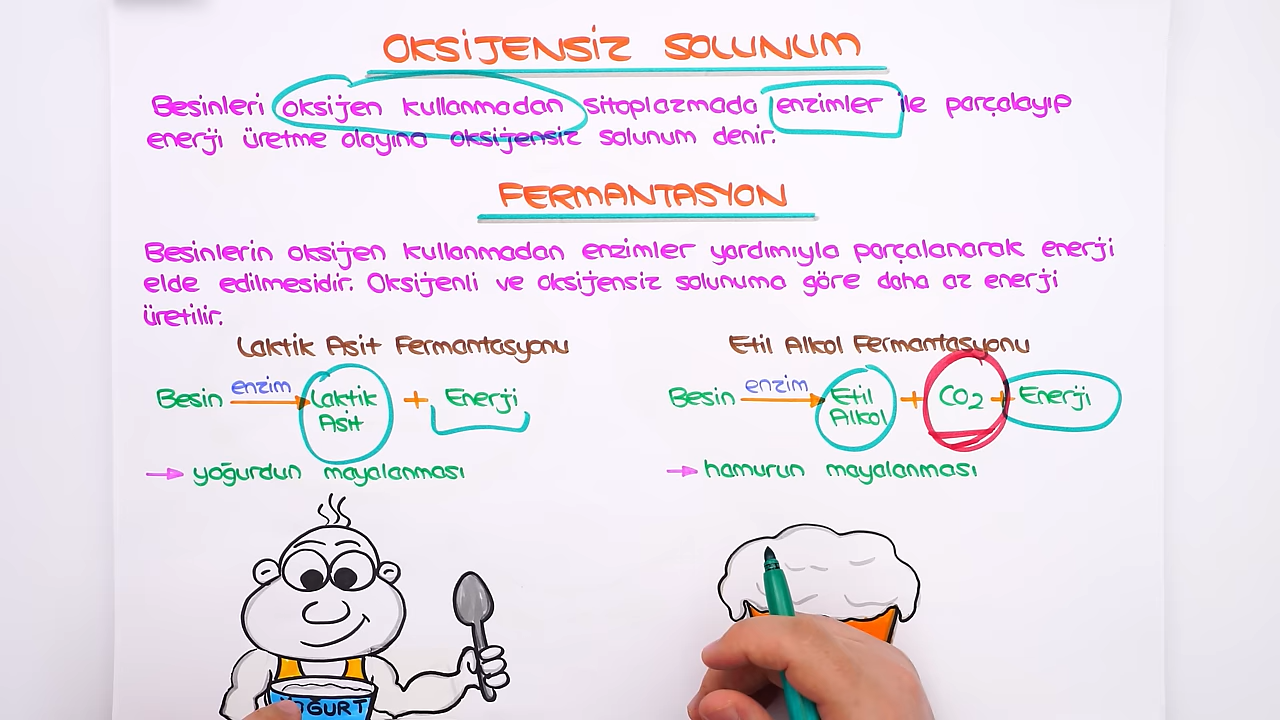 OKSİJENSİZ SOLUNUM
Besinleri oksijen kullanmadan sitoplazmada enzimler ile parçalayıp
enerji üretme olayına oksijensiz solunum denir.
FERMANTASYON
Besinlerin oksijen kullanmadan enzimler yardımıyla parçalanarak enerji
elde edilmesidir. Oksijenli ve oksijensiz solunuma göre daha az enerji
üretilir.
Laktik Asit Fermantasyonu
Besin enzim Laktik Asit + Enerji
→ yoğurdun mayalanması
YOĞURT
Etil Alkol Fermantasyonu
Besin enzim Etil Alkol + CO2 + Enerji
→ hamurun mayalanması